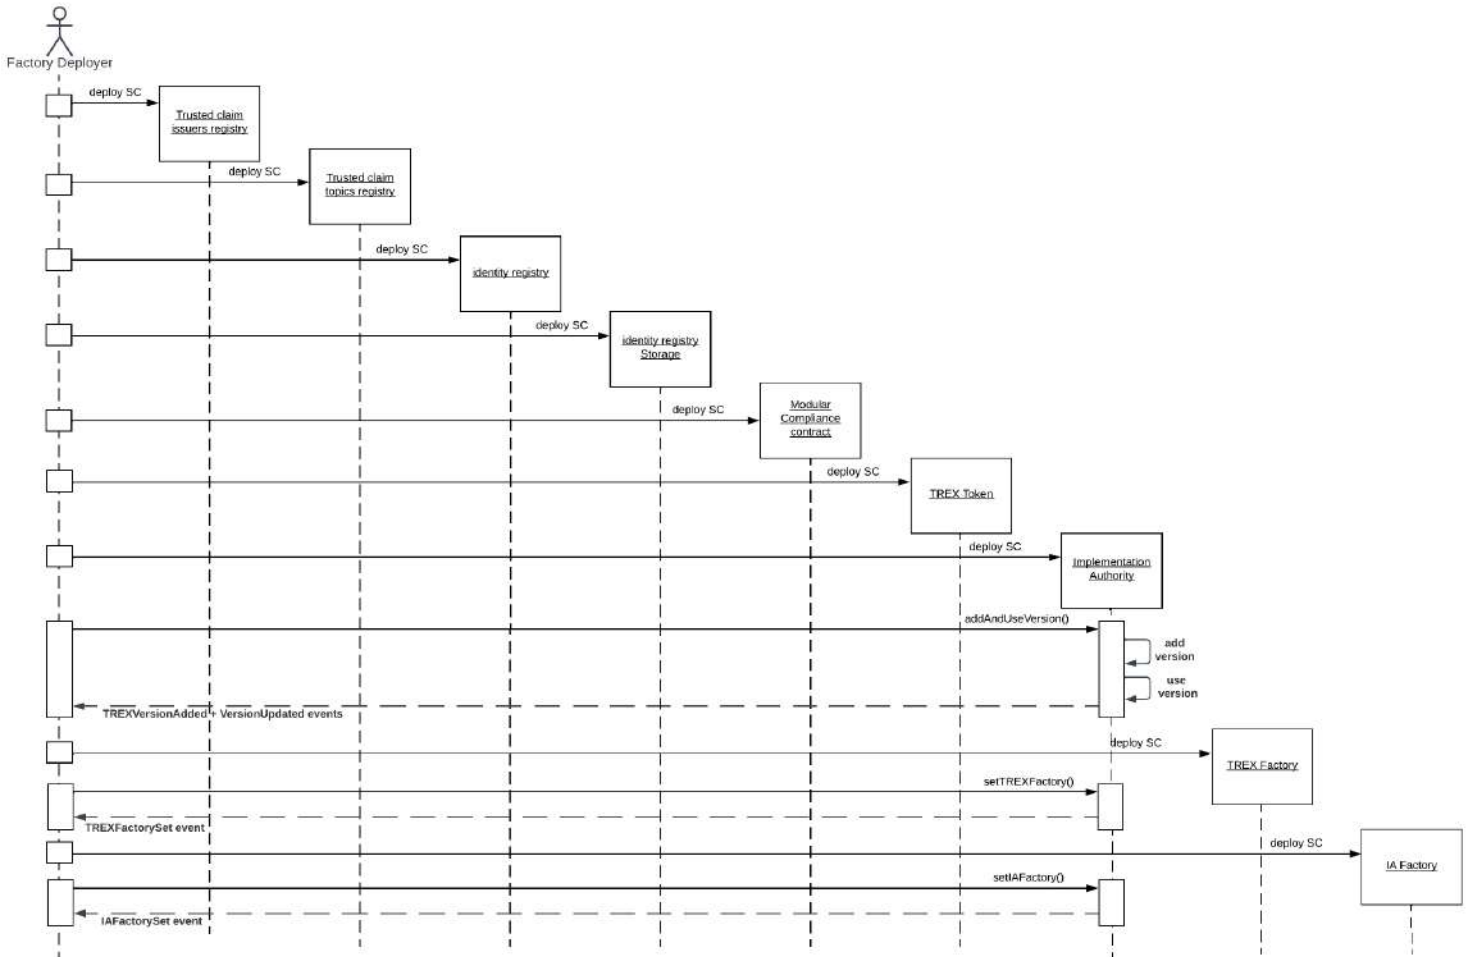 Factory Deployer
deploy SC
Trusted claim
issuers registry
deploy SC
Trusted claim
topics registry
deploy SC
identity registry
deploy SC
identity registry
Storage
deploy SC
Modular
Compliance
contract
deploy SC
TREX Token
deploy SC
Implementation
Authority
addAndUseVersion()
add
version
use
version
TREXVersionAdded + VersionUpdated events
deploy SC
TREX Factory
setTREXFactory()
TREXFactorySet event
deploy SC
IA Factory
setIAFactory()
IAFactorySet event